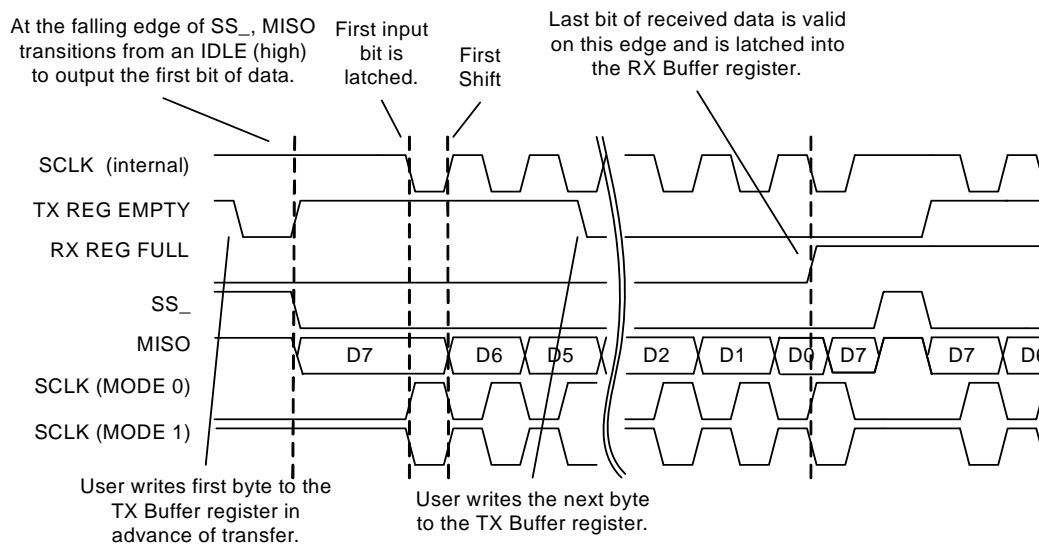 At the falling edge of SS_, MISO
transitions from an IDLE (high)
to output the first bit of data.
First input
bit is
latched.
First
Shift
Last bit of received data is valid
on this edge and is latched into
the RX Buffer register.
SCLK (internal)
TX REG EMPTY
RX REG FULL
SS_
MISO
D7 D6 D5 D2 D1 D0 D7 D7 D6
SCLK (MODE 0)
SCLK (MODE 1)
User writes first byte to the
TX Buffer register in
advance of transfer.
User writes the next byte
to the TX Buffer register.